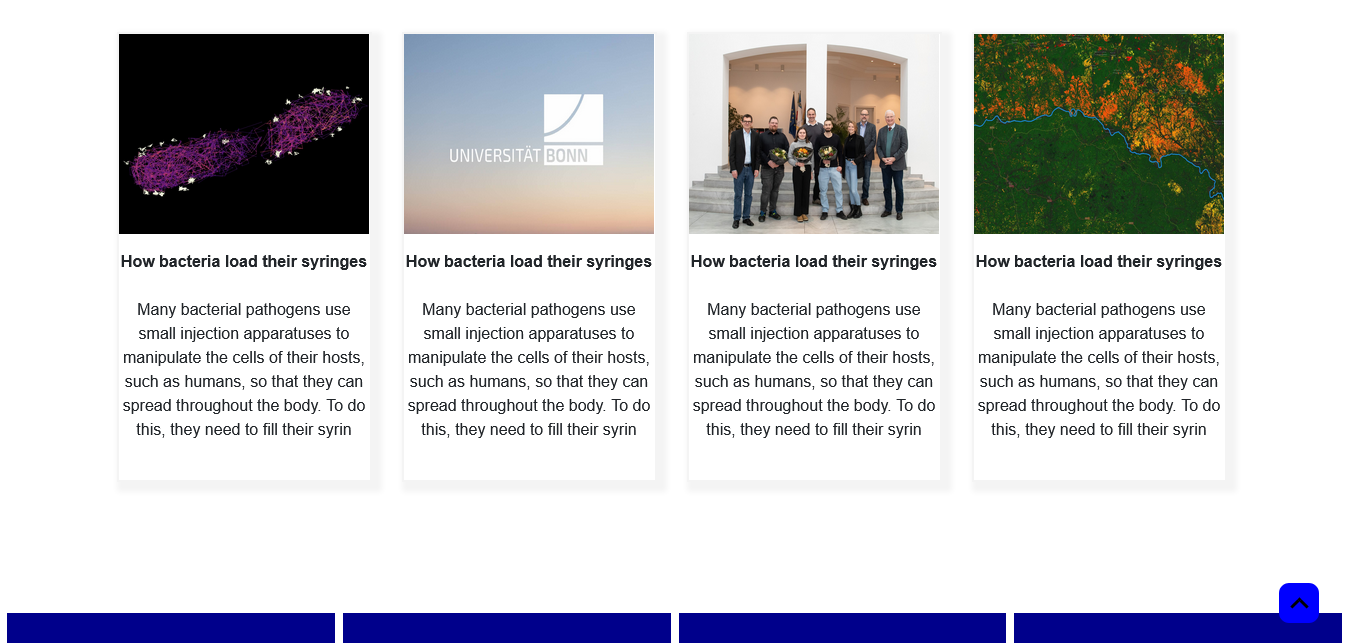 UNIVERSITÄT BONN
How bacteria load their syringes
Many bacterial pathogens use
small injection apparatuses to
manipulate the cells of their hosts,
such as humans, so that they can
spread throughout the body. To do
this, they need to fill their syrin
How bacteria load their syringes
Many bacterial pathogens use
small injection apparatuses to
manipulate the cells of their hosts,
such as humans, so that they can
spread throughout the body. To do
this, they need to fill their syrin
How bacteria load their syringes
Many bacterial pathogens use
small injection apparatuses to
manipulate the cells of their hosts,
such as humans, so that they can
spread throughout the body. To do
this, they need to fill their syrin
How bacteria load their syringes
Many bacterial pathogens use
small injection apparatuses to
manipulate the cells of their hosts,
such as humans, so that they can
spread throughout the body. To do
this, they need to fill their syrin